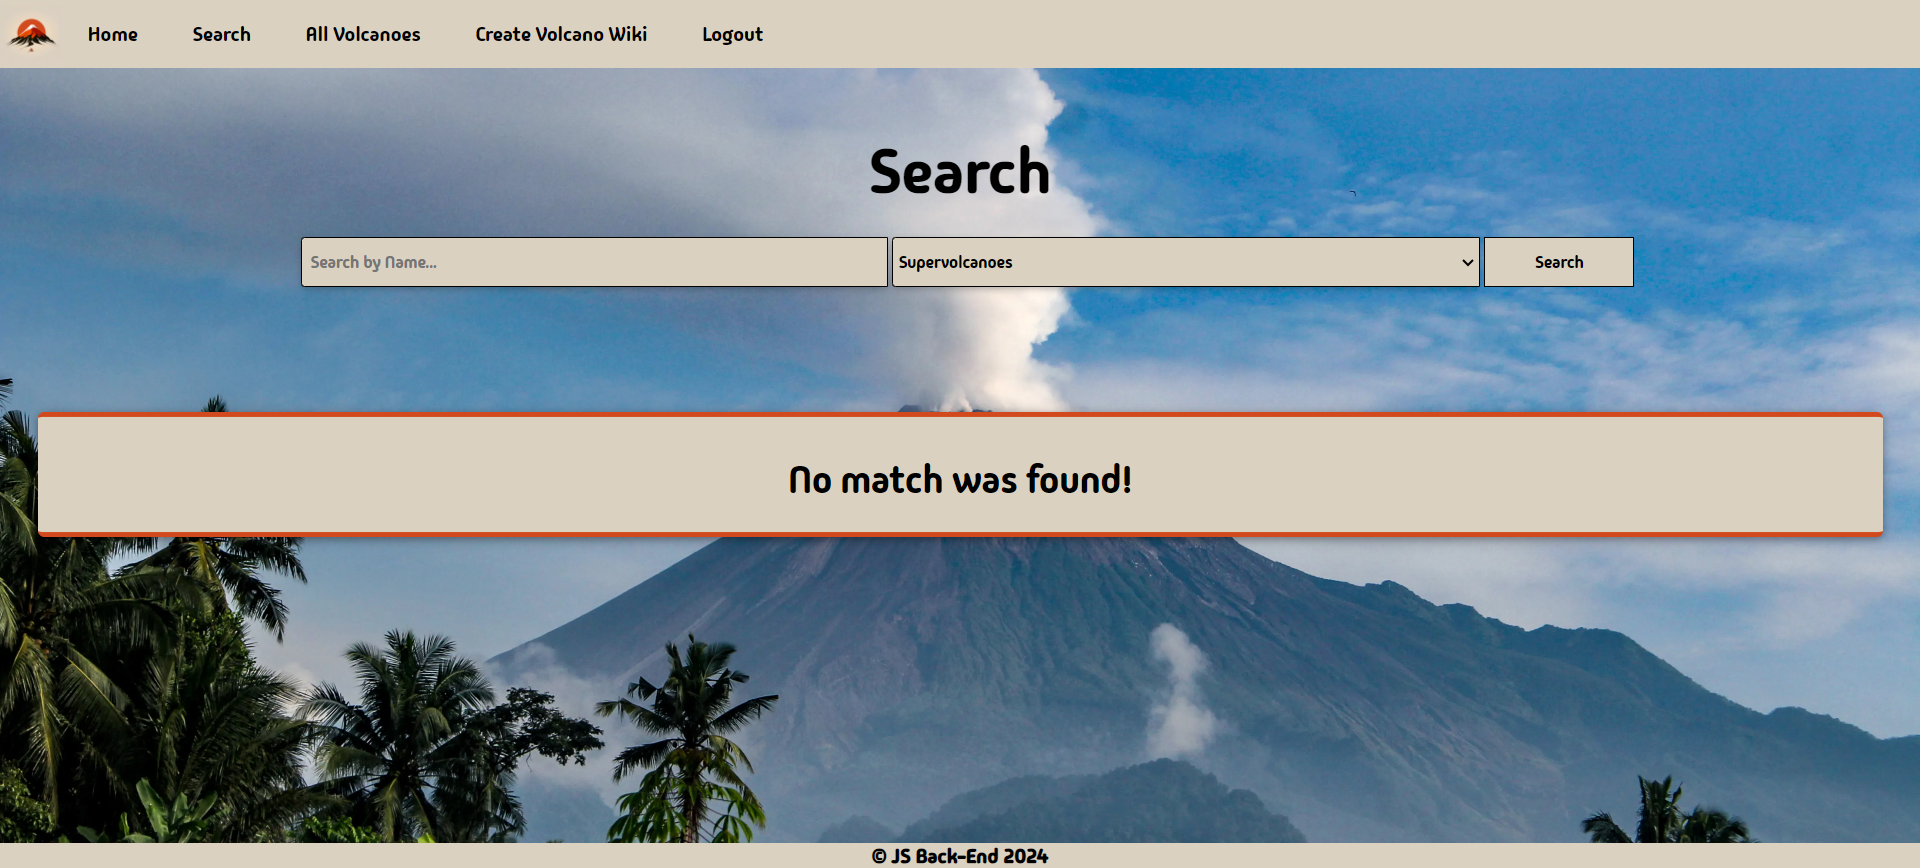 Home Search All Volcanoes Create Volcano Wiki Logout
Search
Search by Name... Supervolcanoes Search
No match was found!
© JS Back-End 2024